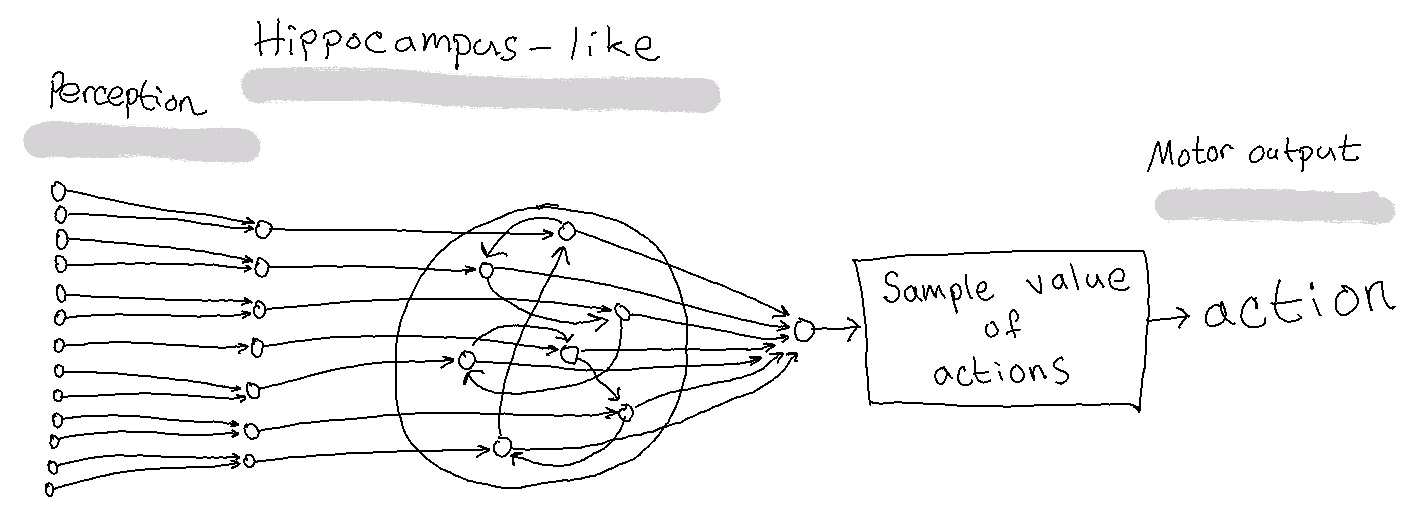 Hippocampus-like
Perception
Motor output
Sample value
of
actions
action